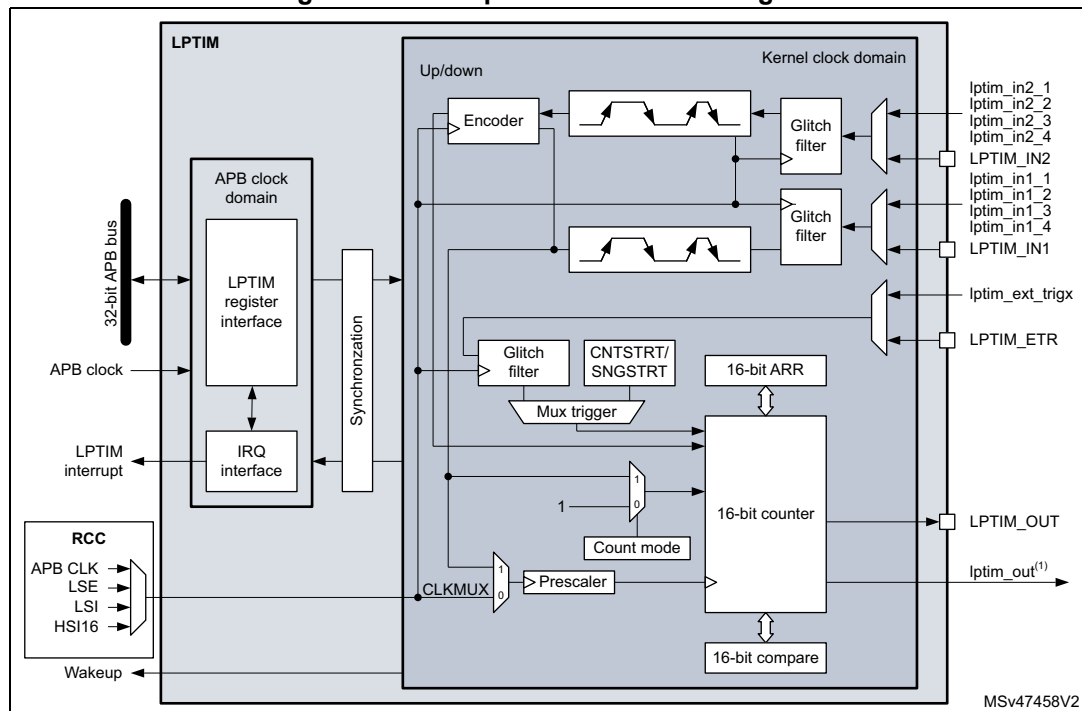 LPTIM
Kernel clock domain
Up/down
Encoder
Glitch
filter
lptim_in2_1
lptim_in2_2
lptim_in2_3
lptim_in2_4
LPTIM_IN2
lptim_in1_1
lptim_in1_2
lptim_in1_3
lptim_in1_4
LPTIM_IN1
Glitch
filter
APB clock
domain
32-bit APB bus
LPTIM
register
interface
Synchronzation
lptim_ext_trigx
LPTIM_ETR
APB clock
Glitch
filter
CNTSTRT/
SNGSTRT
16-bit ARR
Mux trigger
LPTIM
interrupt
IRQ
interface
1
0
1
16-bit counter
LPTIM_OUT
Count mode
RCC
APB CLK
LSE
LSI
HSI16
CLKMUX
1
0
Prescaler
lptim_out(1)
16-bit compare
Wakeup
MSv47458V2